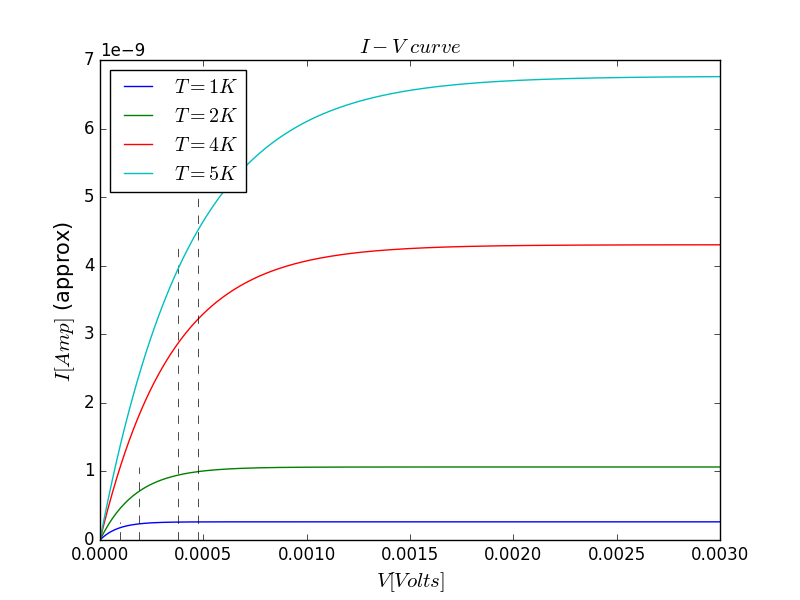 I − V curve
1e−9
T = 1K
T = 2K
T = 4K
T = 5K
7
6
5
4
3
2
1
0
I[Amp] (approx)
0.0000 0.0005 0.0010 0.0015 0.0020 0.0025 0.0030
V[Volts]